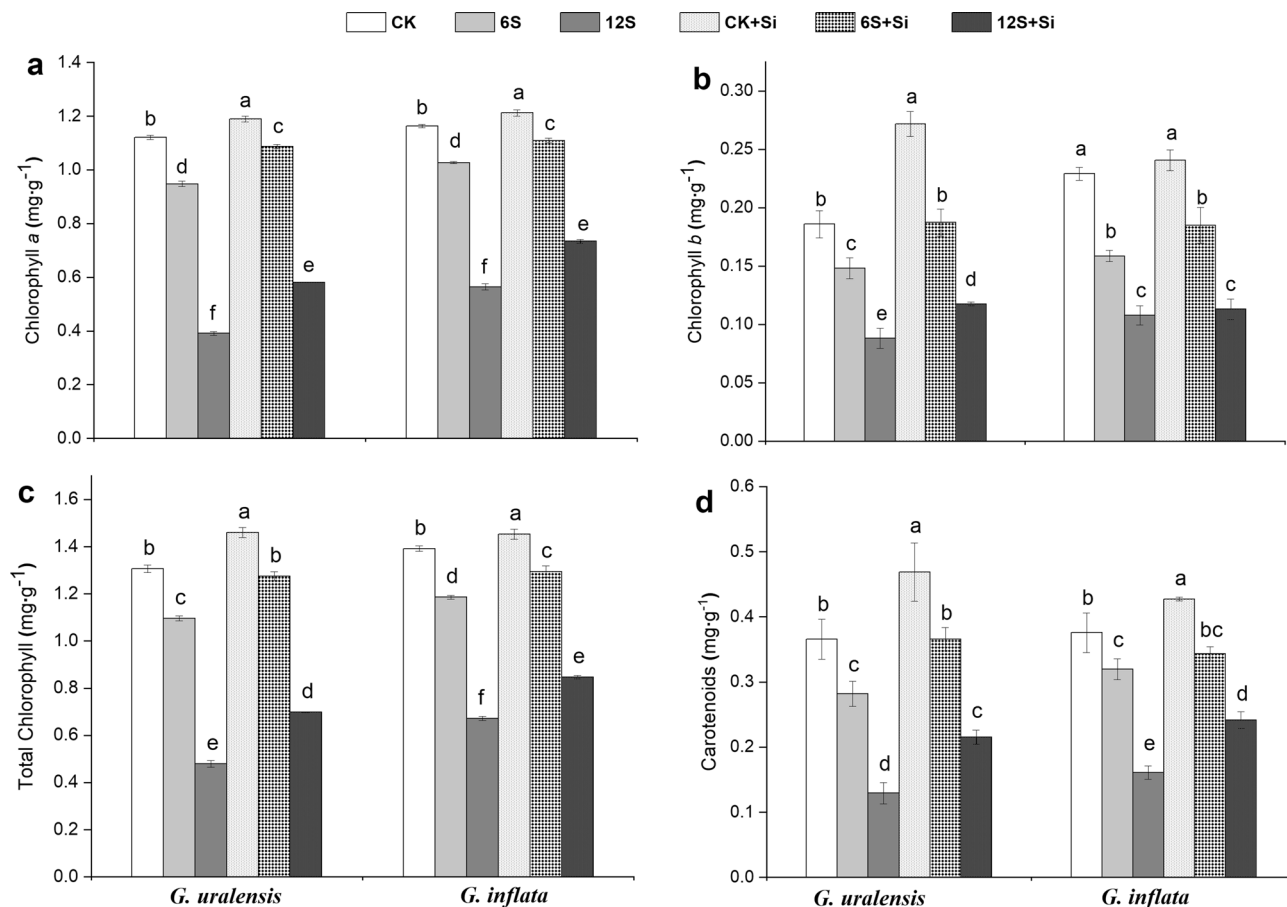 CK 6S 12S CK+Si 6S+Si 12S+Si
a
Chlorophyll a (mg·g-1)
1.4
1.2
1.0
0.8
0.6
0.4
0.2
0.0
b d f a c e
b d f a c e
b
Chlorophyll b (mg·g-1)
0.30
0.25
0.20
0.15
0.10
0.05
0.00
b c e a b d
a b c a b c
c
Total Chlorophyll (mg·g-1)
1.6
1.4
1.2
1.0
0.8
0.6
0.4
0.2
0.0
b c e a b d
b d f a c e
G. uralensis G. inflata
d
Carotenoids (mg·g-1)
0.6
0.5
0.4
0.3
0.2
0.1
0.0
b c d a b c
b c e a bc d
G. uralensis G. inflata